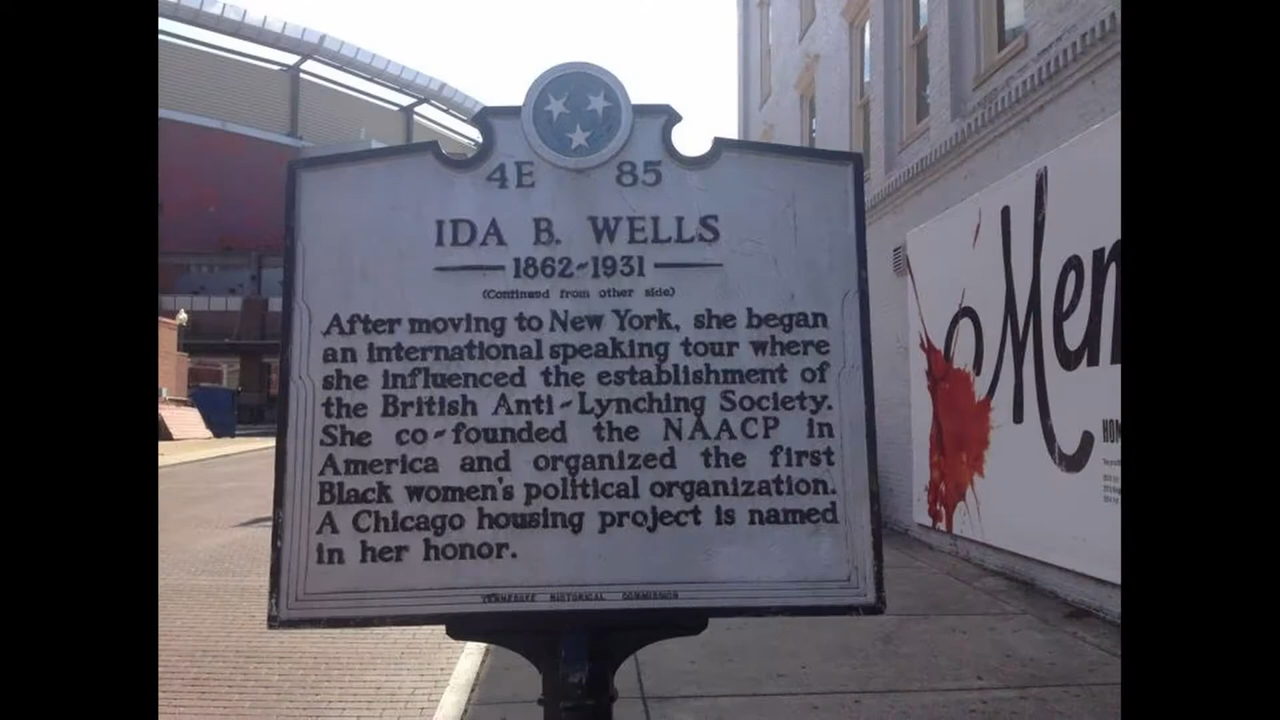 4E 85
IDA B. WELLS
1862-1931
(Continued from other side)
After moving to New York, she began
an international speaking tour where
she influenced the establishment of
the British Anti-Lynching Society.
She co-founded the NAACP in
America and organized the first
Black women's political organization.
A Chicago housing project is named
in her honor.
TENNESSEE HISTORICAL COMMISSION
Mem
HOM